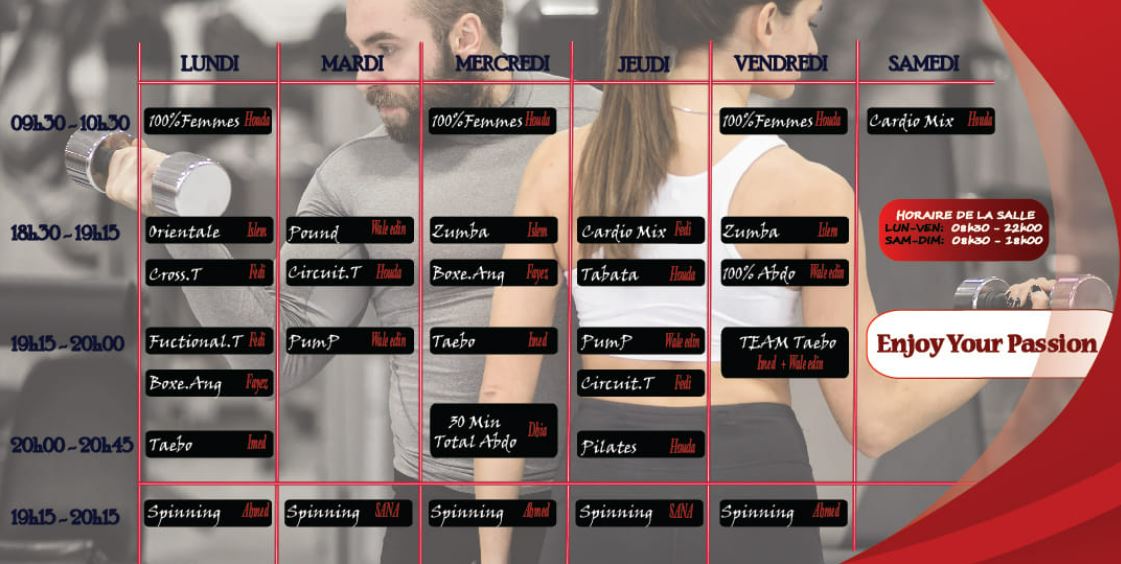 LUNDI MARDI MERCREDI JEUDI VENDREDI SAMEDI
09h30 - 10h30 100%Femmes Houda 100%Femmes Houda 100%Femmes Houda Cardio Mix Houda
HORAIRE DE LA SALLE
LUN-VEN: 08h30 - 22h00
SAM-DIM: 08h30 - 18h00
18h30 - 19h15 Orientale Islem Pound Wale edin Zumba Islem Cardio Mix Fedi Zumba Islem
Cross.T Fedi Circuit.T Houda Boxe.Ang Fayez Tabata Houda 100% Abdo Wale edin
19h15 - 20h00 Fuctional.T Fedi PumP Wale edin Taebo Imed PumP Wale edin TEAM Taebo
Imed + Wale edin
Enjoy Your Passion
Boxe.Ang Fayez Circuit.T Fedi
20h00 - 20h45 Taebo Imed 30 Min
Total Abdo Dhia Pilates Houda
19h15 - 20h15 Spinning Ahmed Spinning SANA Spinning Ahmed Spinning SANA Spinning Ahmed